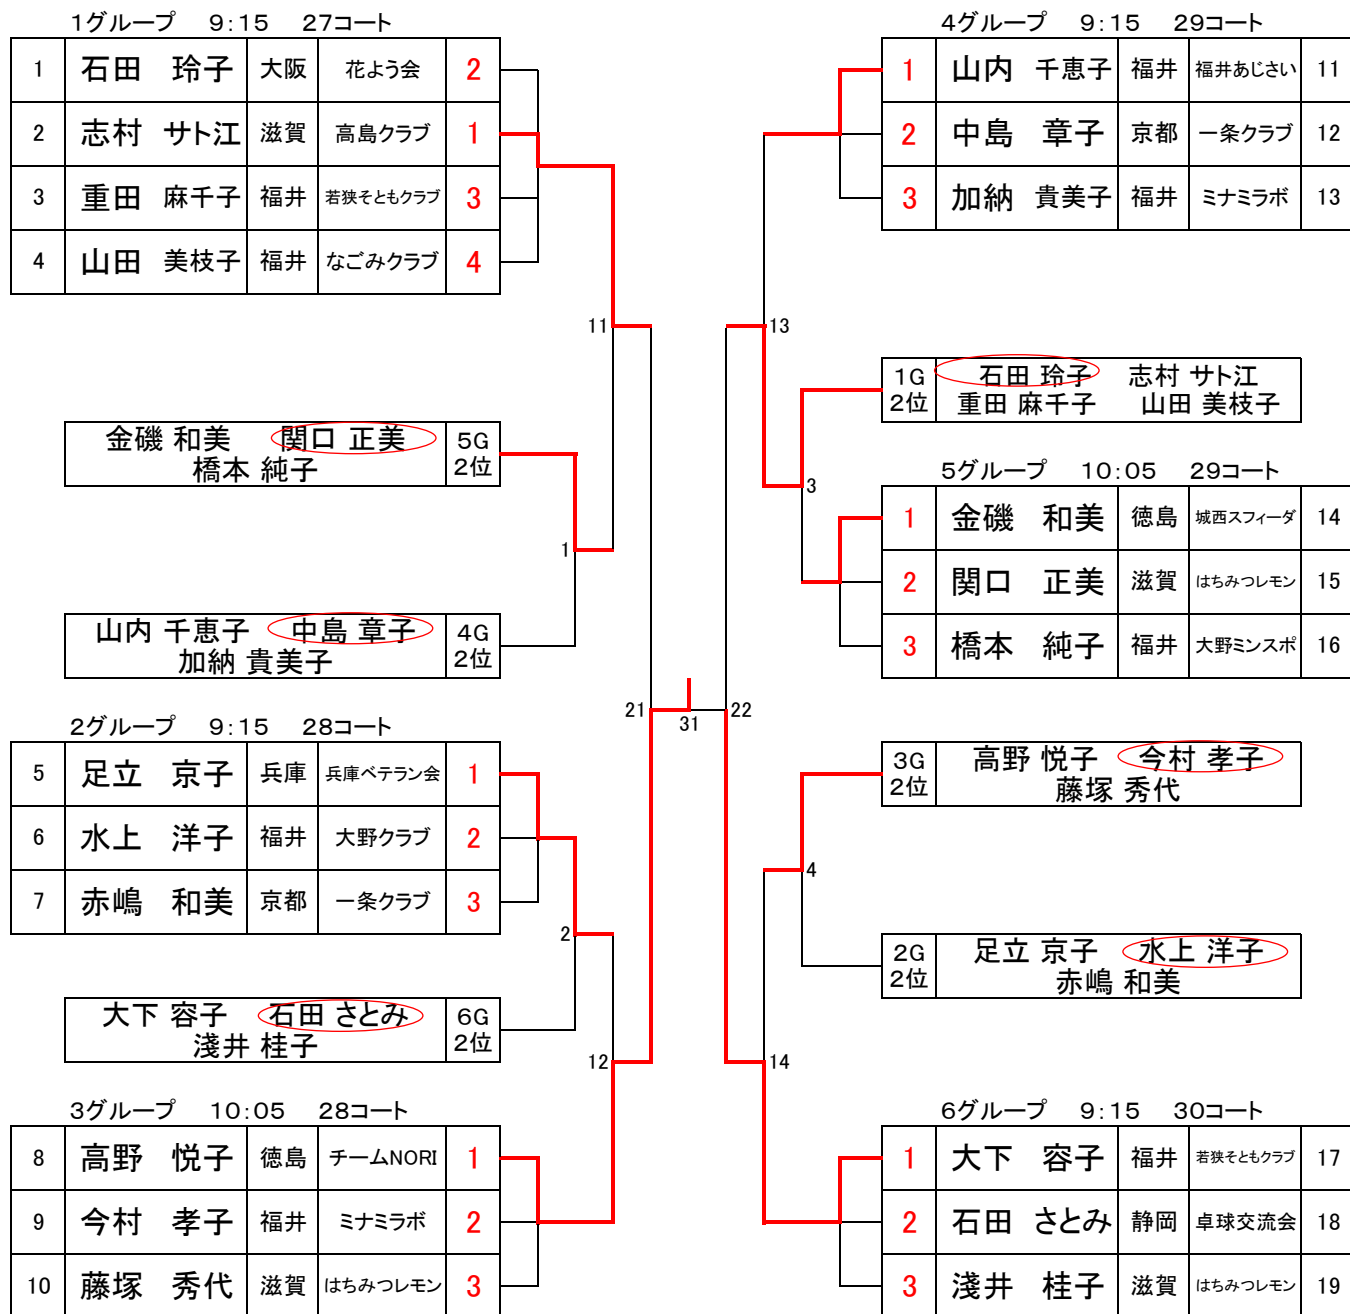 1グループ 9:15 27コート
1 石田 玲子 大阪 花よう会 2
2 志村 サト江 滋賀 高島クラブ 1
3 重田 麻千子 福井 若狭そともクラブ 3
4 山田 美枝子 福井 なごみクラブ 4
11
金磯 和美 関口 正美 5G
橋本 純子 2位
1
山内 千恵子 中島 章子 4G
加納 貴美子 2位
21
2グループ 9:15 28コート
5 足立 京子 兵庫 兵庫ベテラン会 1
6 水上 洋子 福井 大野クラブ 2
7 赤嶋 和美 京都 一条クラブ 3
2
大下 容子 石田 さとみ 6G
淺井 桂子 2位
12
3グループ 10:05 28コート
8 高野 悦子 徳島 チームNORI 1
9 今村 孝子 福井 ミナミラボ 2
10 藤塚 秀代 滋賀 はちみつレモン 3
31
4グループ 9:15 29コート
1 山内 千恵子 福井 福井あじさい 11
2 中島 章子 京都 一条クラブ 12
3 加納 貴美子 福井 ミナミラボ 13
13
1G 石田 玲子 志村 サト江
2位 重田 麻千子 山田 美枝子
3
5グループ 10:05 29コート
1 金磯 和美 徳島 城西スフィーダ 14
2 関口 正美 滋賀 はちみつレモン 15
3 橋本 純子 福井 大野ミンスポ 16
22
3G 高野 悦子 今村 孝子
2位 藤塚 秀代
4
2G 足立 京子 水上 洋子
2位 赤嶋 和美
14
6グループ 9:15 30コート
1 大下 容子 福井 若狭そともクラブ 17
2 石田 さとみ 静岡 卓球交流会 18
3 淺井 桂子 滋賀 はちみつレモン 19